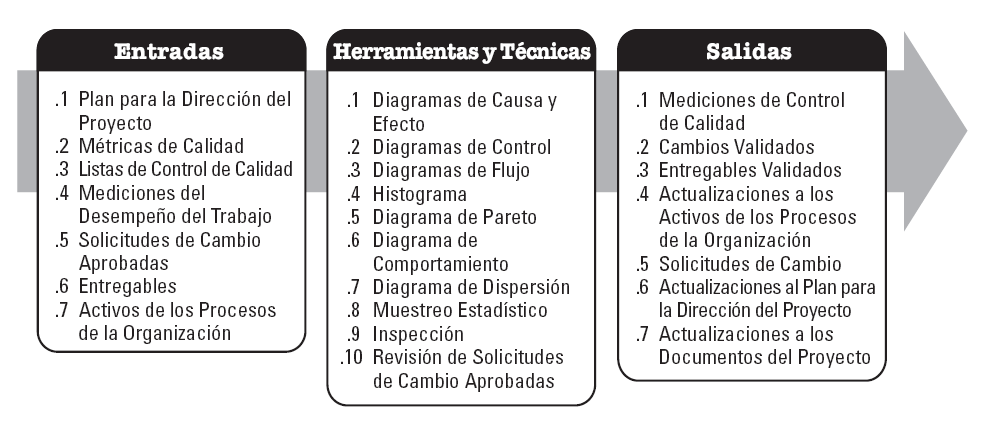 Entradas
.1 Plan para la Dirección del
Proyecto
.2 Métricas de Calidad
.3 Listas de Control de Calidad
.4 Mediciones del
Desempeño del Trabajo
.5 Solicitudes de Cambio
Aprobadas
.6 Entregables
.7 Activos de los Procesos
de la Organización
Herramientas y Técnicas
.1 Diagramas de Causa y
Efecto
.2 Diagramas de Control
.3 Diagramas de Flujo
.4 Histograma
.5 Diagrama de Pareto
.6 Diagrama de
Comportamiento
.7 Diagrama de Dispersión
.8 Muestreo Estadístico
.9 Inspección
.10 Revisión de Solicitudes
de Cambio Aprobadas
Salidas
.1 Mediciones de Control
de Calidad
.2 Cambios Validados
.3 Entregables Validados
.4 Actualizaciones a los
Activos de los Procesos
de la Organización
.5 Solicitudes de Cambio
.6 Actualizaciones al Plan para
la Dirección del Proyecto
.7 Actualizaciones a los
Documentos del Proyecto